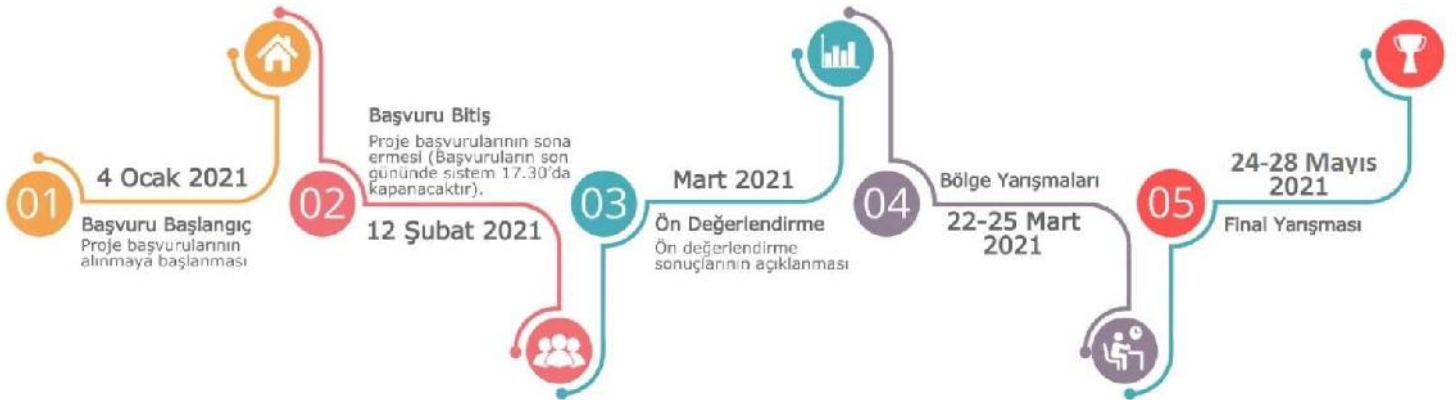 01
4 Ocak 2021
Başvuru Başlangıç
Proje başvurularının
alınmaya başlanması
02
Başvuru Bitiş
Proje başvurularının sona
ermesi (Başvuruların son
gününde sistem 17.30'da
kapanacaktır).
12 Şubat 2021
03
Mart 2021
Ön Değerlendirme
Ön değerlendirme
sonuçlarının açıklanması
04
Bölge Yarışmaları
22-25 Mart
2021
05
24-28 Mayıs
2021
Final Yarışması